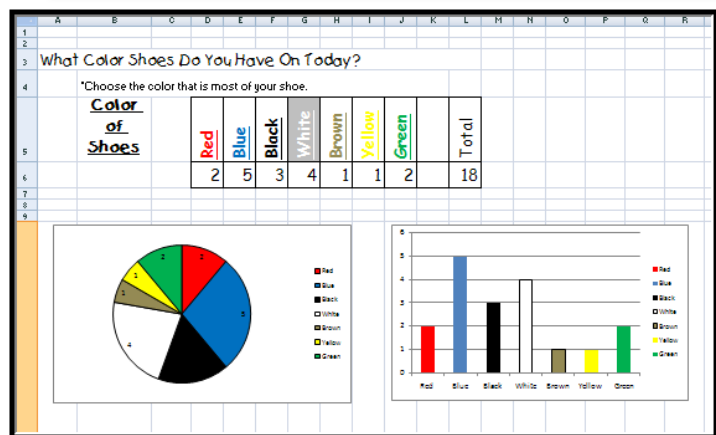 A B C D E F G H I J K L M N O P Q R
1
2
3 What Color Shoes Do You Have On Today?
4 *Choose the color that is most of your shoe.
5 Color of Shoes Red Blue Black White Brown Yellow Green Total
6 2 5 3 4 1 1 2 18
7
8
9
2 2 5 4 1 1
Red
Blue
Black
White
Brown
Yellow
Green
6
5
4
3
2
1
0
Red Blue Black White Brown Yellow Green
Red
Blue
Black
White
Brown
Yellow
Green